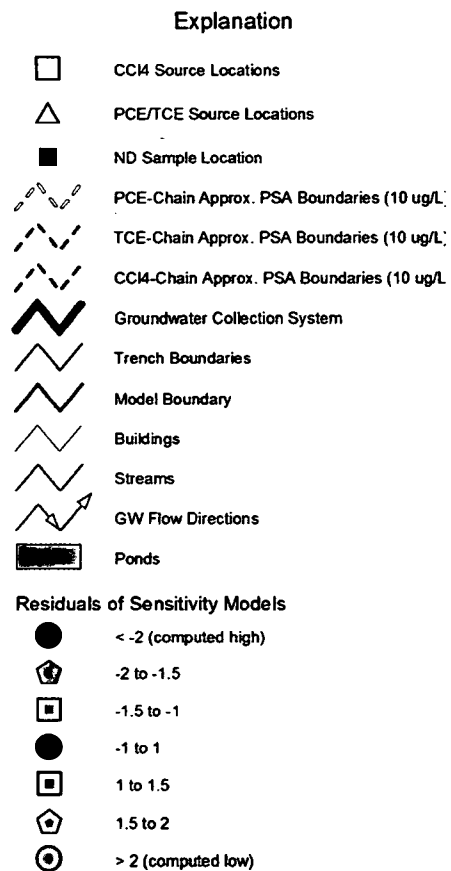 Explanation
CCl4 Source Locations
PCE/TCE Source Locations
ND Sample Location
PCE-Chain Approx. PSA Boundaries (10 ug/L)
TCE-Chain Approx. PSA Boundaries (10 ug/L)
CCl4-Chain Approx. PSA Boundaries (10 ug/L
Groundwater Collection System
Trench Boundaries
Model Boundary
Buildings
Streams
GW Flow Directions
Ponds
Residuals of Sensitivity Models
< -2 (computed high)
-2 to -1.5
-1.5 to -1
-1 to 1
1 to 1.5
1.5 to 2
> 2 (computed low)